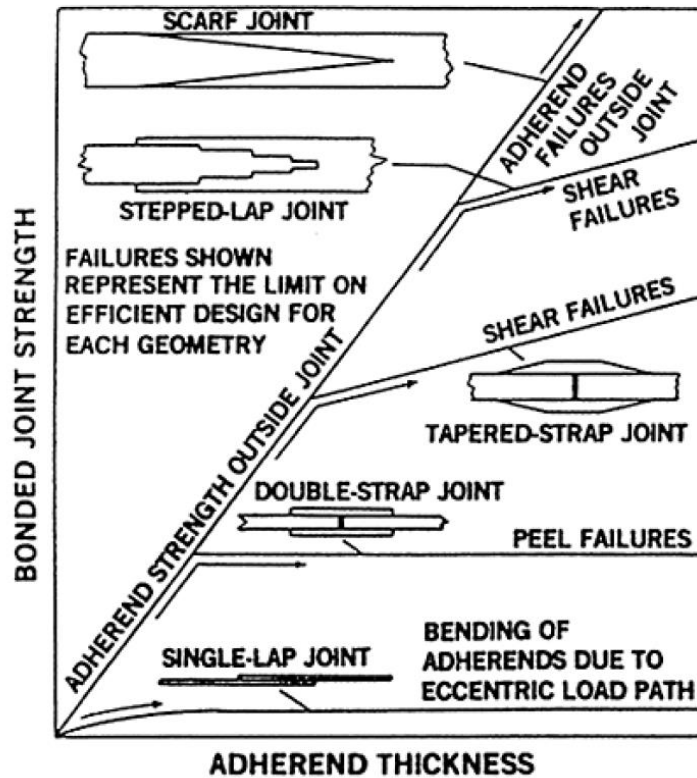 SCARF JOINT
STEPPED-LAP JOINT
FAILURES SHOWN
REPRESENT THE LIMIT ON
EFFICIENT DESIGN FOR
EACH GEOMETRY
ADHEREND
FAILURES
OUTSIDE
JOINT
SHEAR
FAILURES
SHEAR FAILURES
TAPERED-STRAP JOINT
DOUBLE-STRAP JOINT
PEEL FAILURES
SINGLE-LAP JOINT
BENDING OF
ADHERENDS DUE TO
ECCENTRIC LOAD PATH
ADHEREND STRENGTH OUTSIDE JOINT
BONDED JOINT STRENGTH
ADHEREND THICKNESS